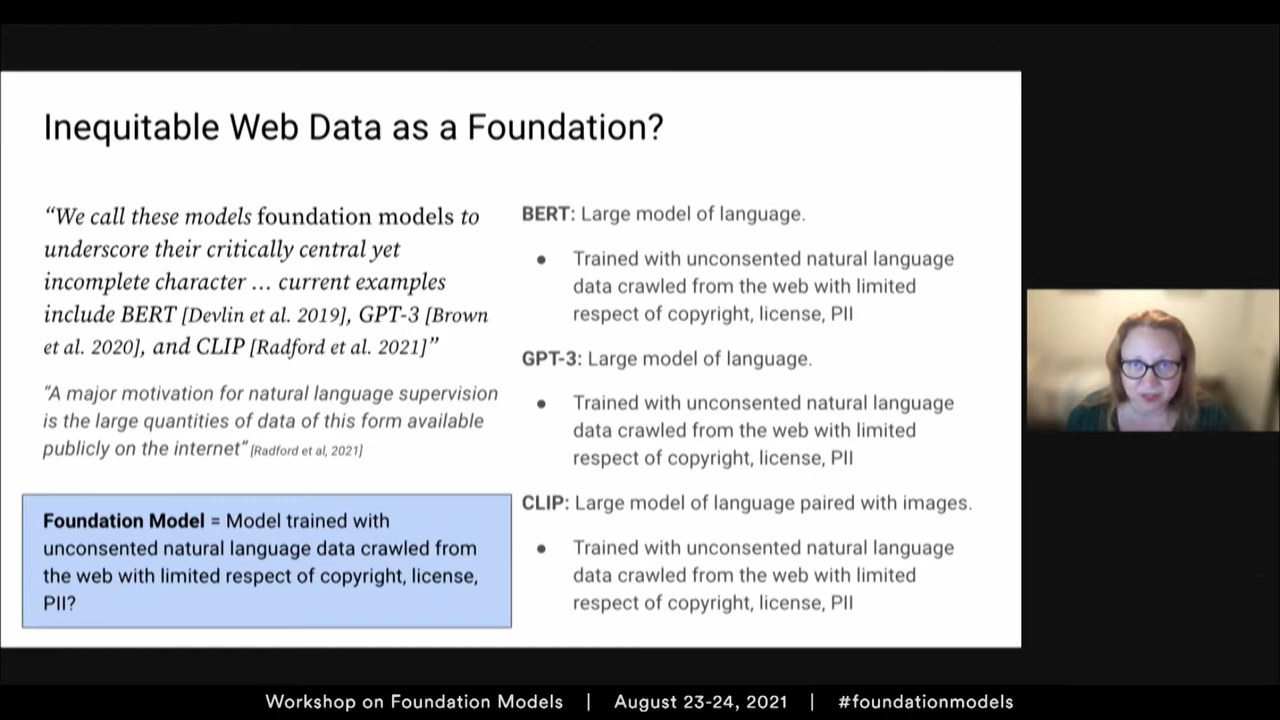 Inequitable Web Data as a Foundation?
“We call these models foundation models to
underscore their critically central yet
incomplete character ... current examples
include BERT [Devlin et al. 2019], GPT-3 [Brown
et al. 2020], and CLIP [Radford et al. 2021]”
“A major motivation for natural language supervision
is the large quantities of data of this form available
publicly on the internet” [Radford et al, 2021]
Foundation Model = Model trained with
unconsented natural language data crawled from
the web with limited respect of copyright, license,
PII?
BERT: Large model of language.
● Trained with unconsented natural language
data crawled from the web with limited
respect of copyright, license, PII
GPT-3: Large model of language.
● Trained with unconsented natural language
data crawled from the web with limited
respect of copyright, license, PII
CLIP: Large model of language paired with images.
● Trained with unconsented natural language
data crawled from the web with limited
respect of copyright, license, PII
Workshop on Foundation Models | August 23-24, 2021 | #foundationmodels